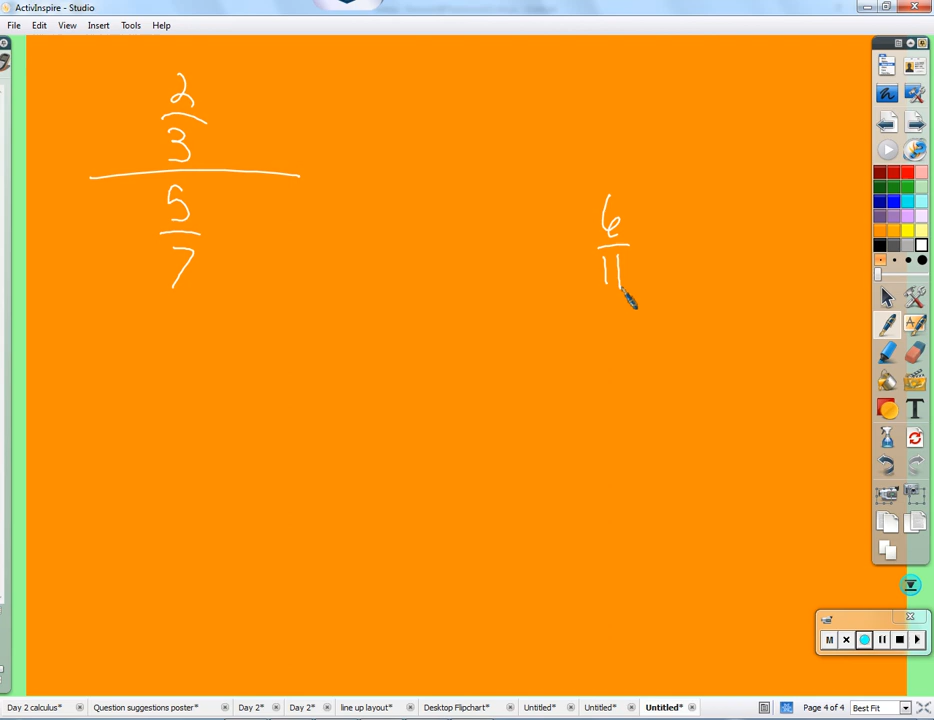 ActivInspire - Studio
File Edit View Insert Tools Help
2
3
5
7
6
11
M
Day 2 calculus* Question suggestions poster* Day 2* Day 2* line up layout* Desktop Flipchart* Untitled* Untitled* Untitled* Page 4 of 4 Best Fit